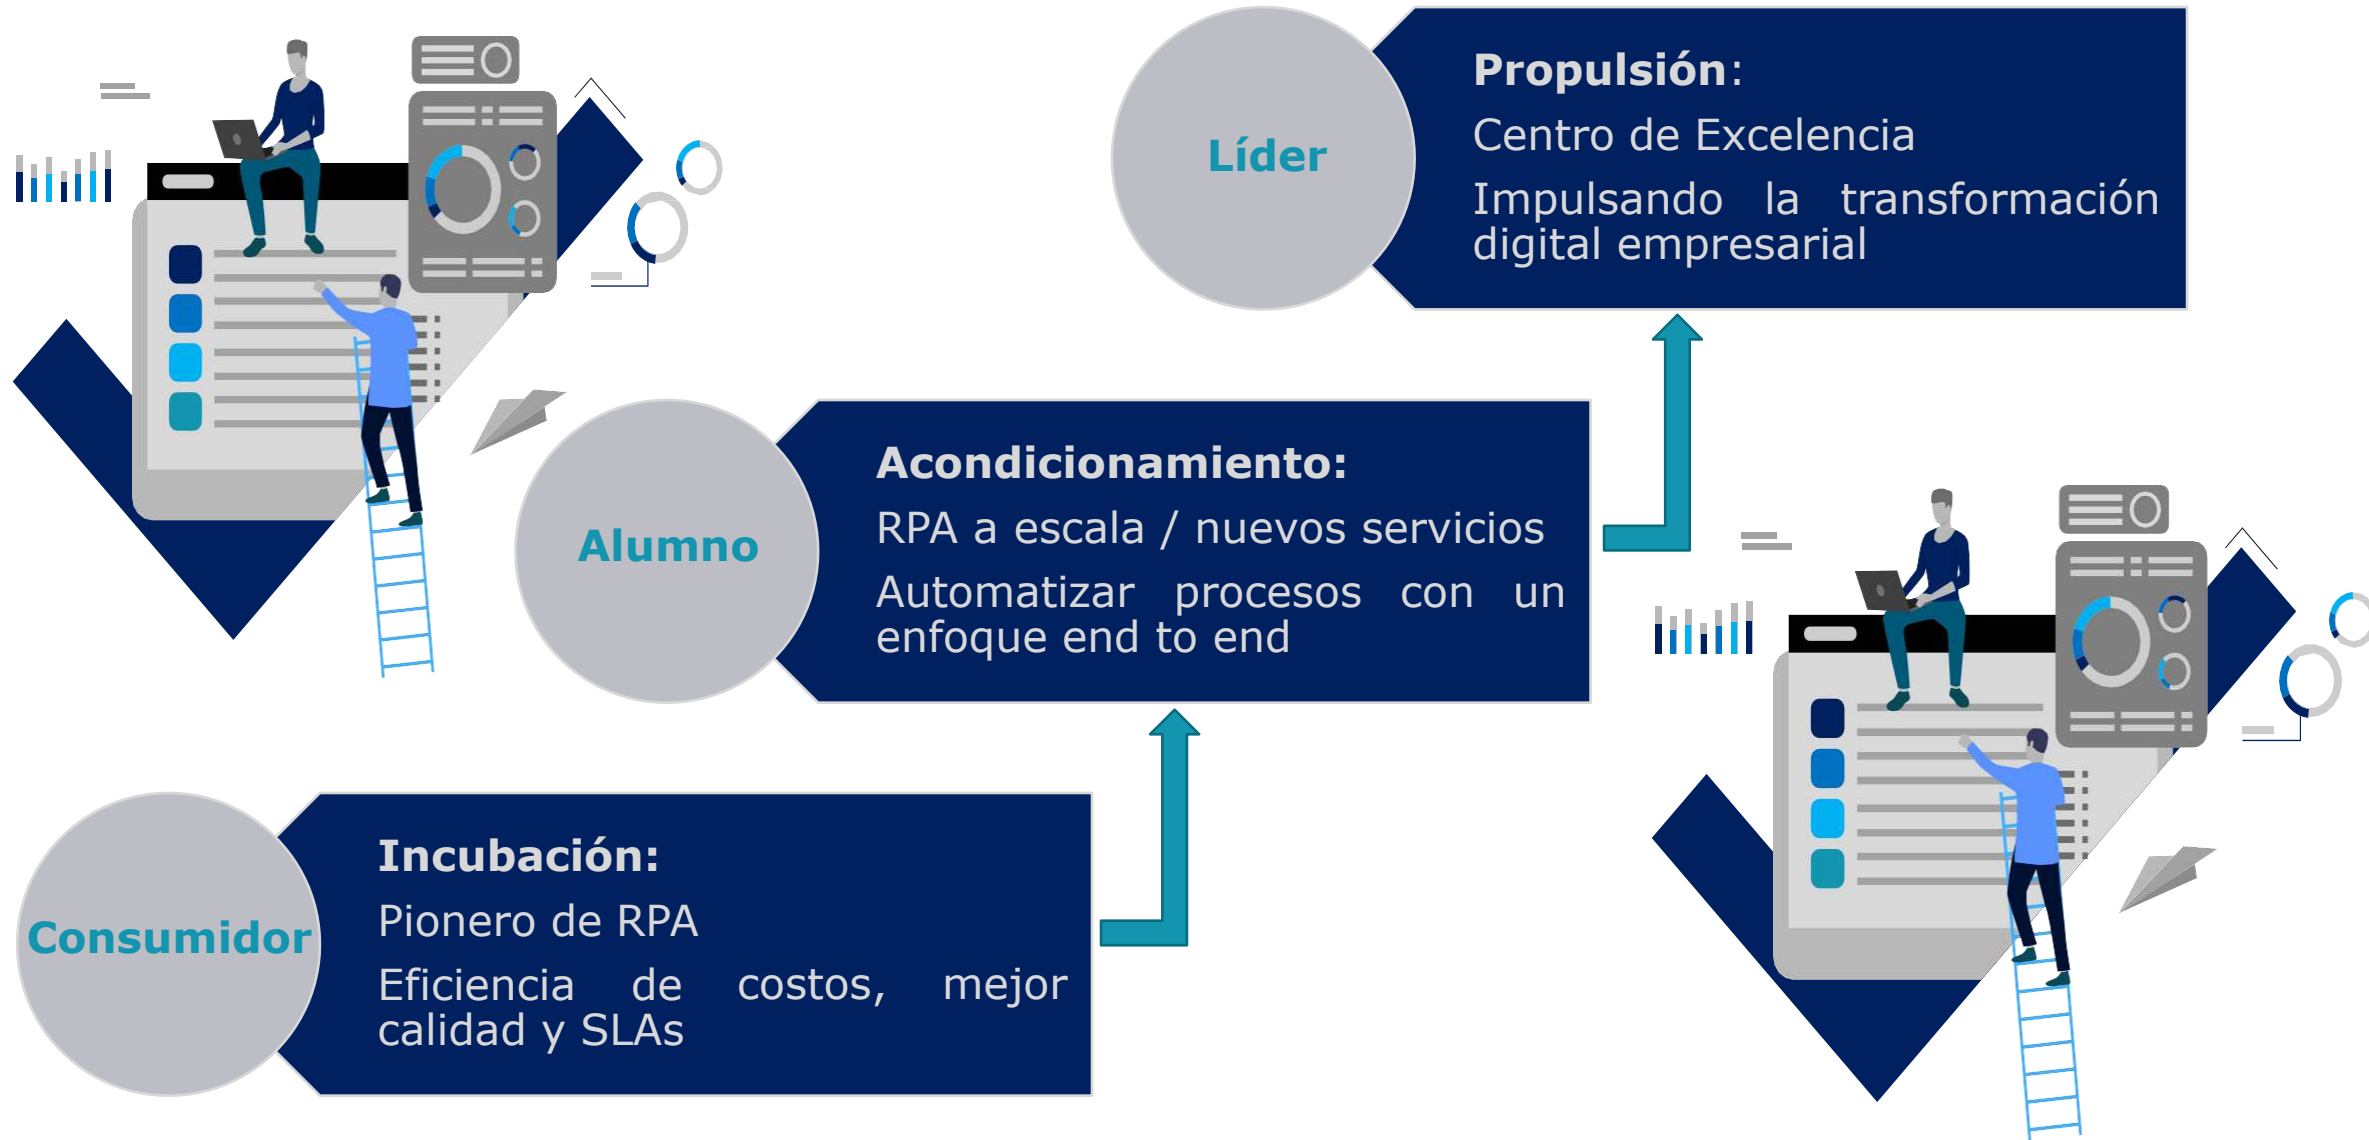 Líder
Propulsión:
Centro de Excelencia
Impulsando la transformación
digital empresarial
Alumno
Acondicionamiento:
RPA a escala / nuevos servicios
Automatizar procesos con un
enfoque end to end
Consumidor
Incubación:
Pionero de RPA
Eficiencia de costos, mejor
calidad y SLAs